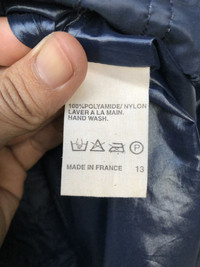 100%POLYAMIDE/ NYLON
LAVER A LA MAIN.
HAND WASH.
P
MADE IN FRANCE 13